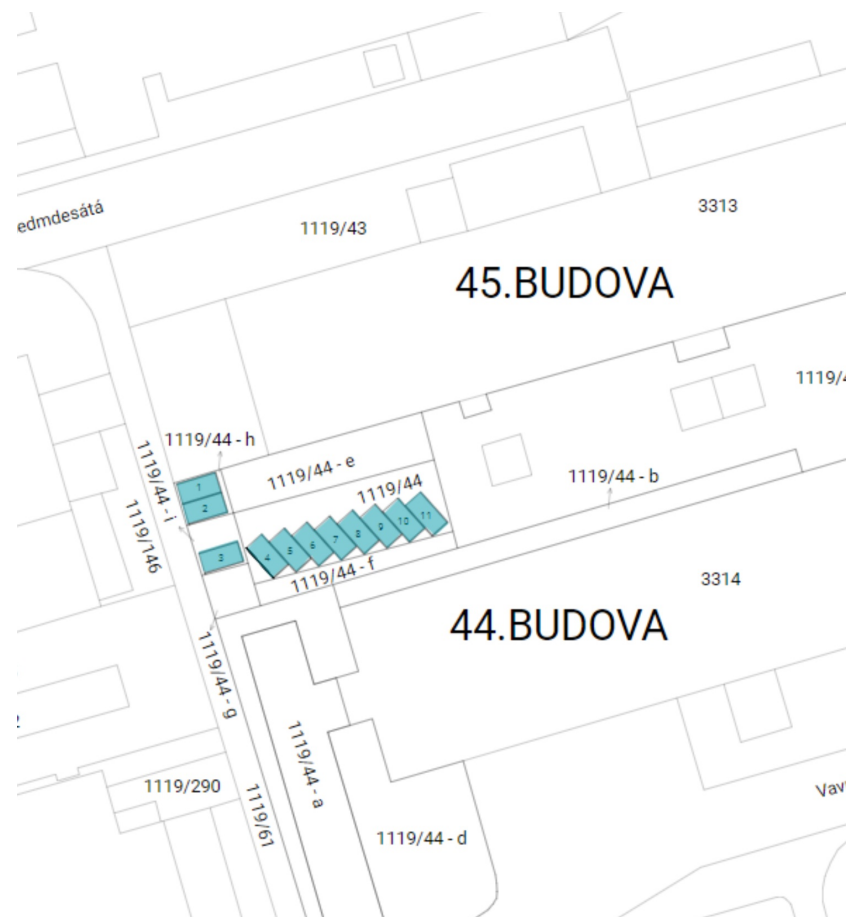 edmdesátá
1119/43
3313
45.BUDOVA
1119/4
1119/44 - h
1119/44 - e
1119/44 - i
1119/44
1119/44 - b
1119/146
1
2
3
4
5
6
7
8
9
10
11
1119/44 - f
3314
44.BUDOVA
1119/44 - g
2
1119/44 - a
1119/290
1119/61
Vav
1119/44 - d